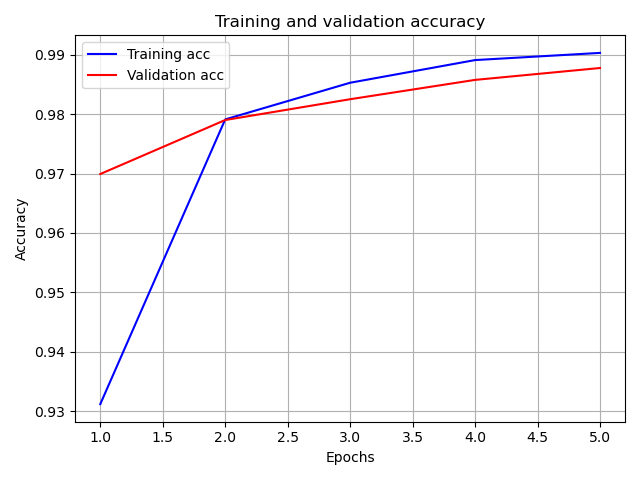 Training and validation accuracy
Training acc
Validation acc
0.99
0.98
0.97
0.96
0.95
0.94
0.93
Accuracy
1.0 1.5 2.0 2.5 3.0 3.5 4.0 4.5 5.0
Epochs